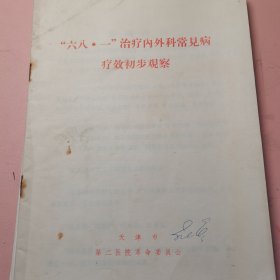 “六八·一”治疗内外科常见病
疗效初步观察
天津市
第二医院革命委员会